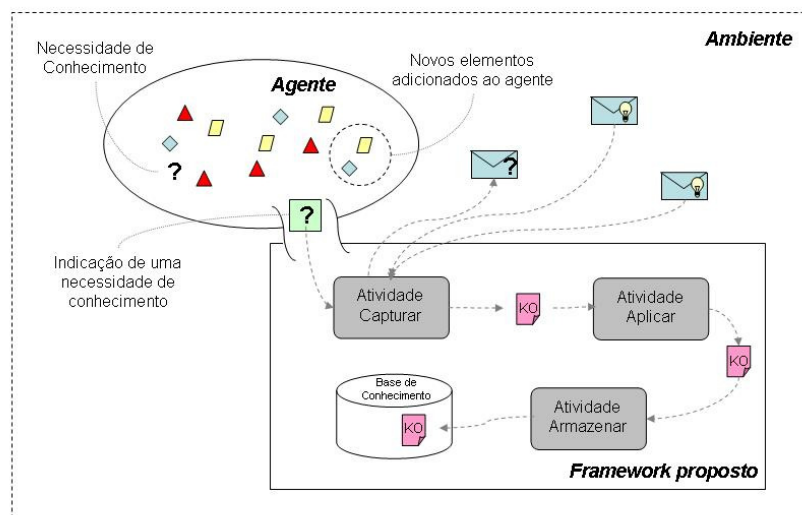 Necessidade de
Conhecimento
Agente
Novos elementos
adicionados ao agente
Ambiente
?
?
?
Indicação de uma
necessidade de
conhecimento
Atividade
Capturar
KO
Atividade
Aplicar
KO
Base de
Conhecimento
KO
Atividade
Armazenar
Framework proposto